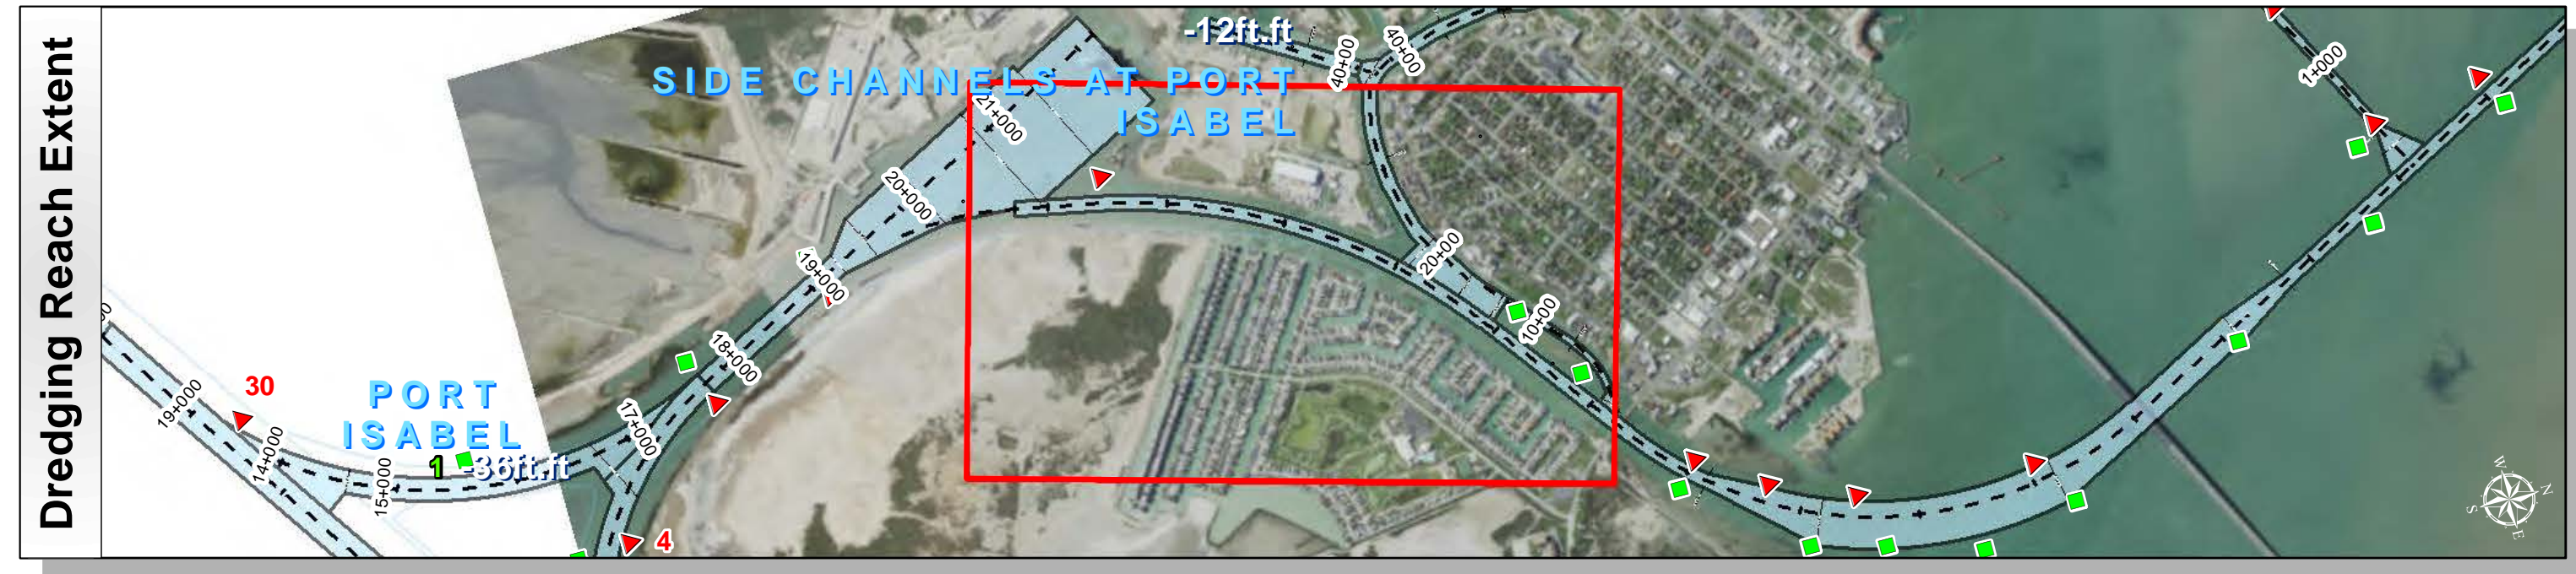 Dredging Reach Extent
-12ft.ft
40+00
40+00
1+000
SIDE CHANNELS AT PORT
ISABEL
21+000
20+000
20+00
19+000
10+00
18+000
30
PORT
ISABEL
19+000
17+000
14+000
15+000
1
-36ft.ft
4
W
N
S
E